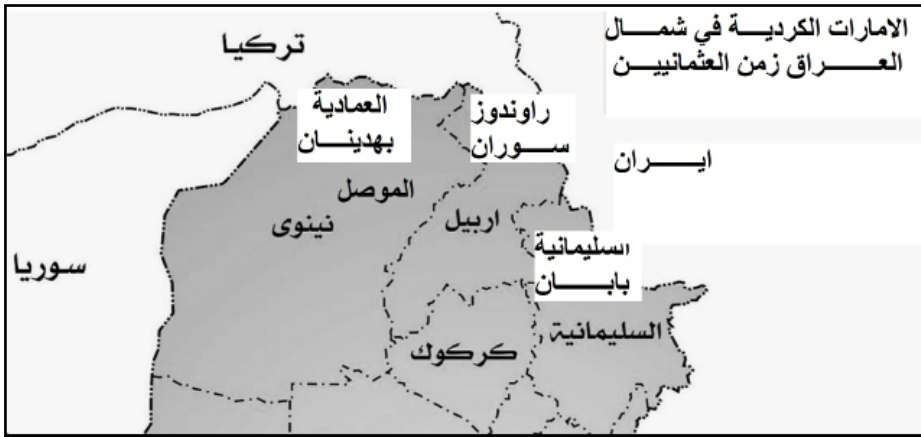 الامارات الكردية في شمال
العراق زمن العثمانيين
تركيا
العمادية
بهدينان
راوندوز
سوران
ايران
الموصل
نينوى
اربيل
السليمانية
بابان
سوريا
السليمانية
كركوك